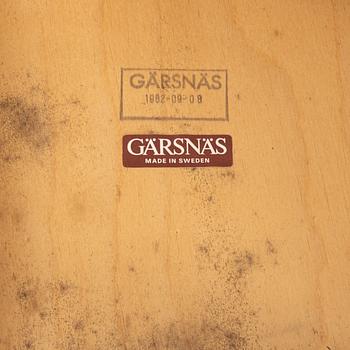 GÄRSNÄS
1982-09-08
GÄRSNÄS
MADE IN SWEDEN